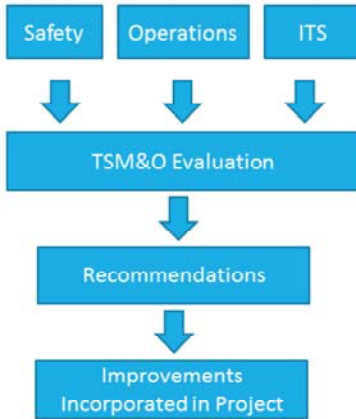 Safety
Operations
ITS
TSM&O Evaluation
Recommendations
Improvements
Incorporated in Project